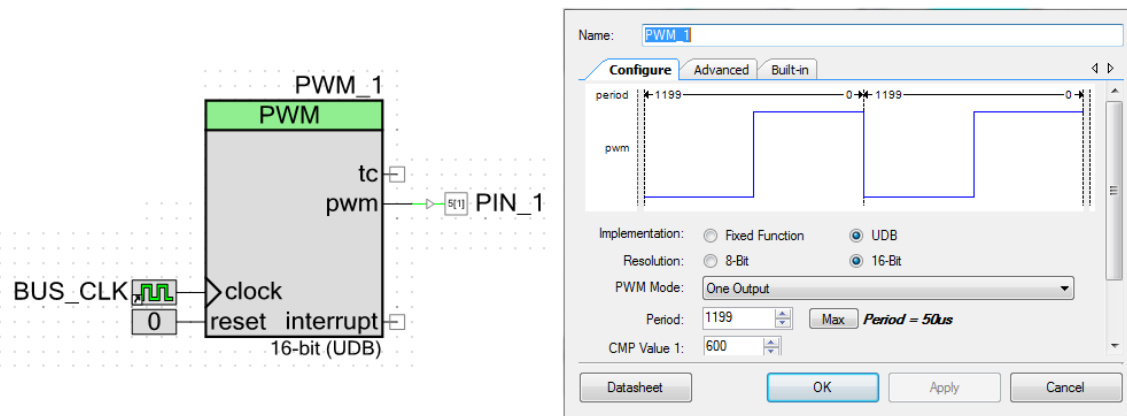 PWM_1
PWM
tc
pwm
5[1] PIN_1
BUS_CLK
clock
0
reset interrupt
16-bit (UDB)
Name: PWM_1
Configure Advanced Built-in
period 1199 0 1199 0
pwm
Implementation: Fixed Function UDB
Resolution: 8-Bit 16-Bit
PWM Mode: One Output
Period: 1199 Max Period = 50us
CMP Value 1: 600
Datasheet OK Apply Cancel